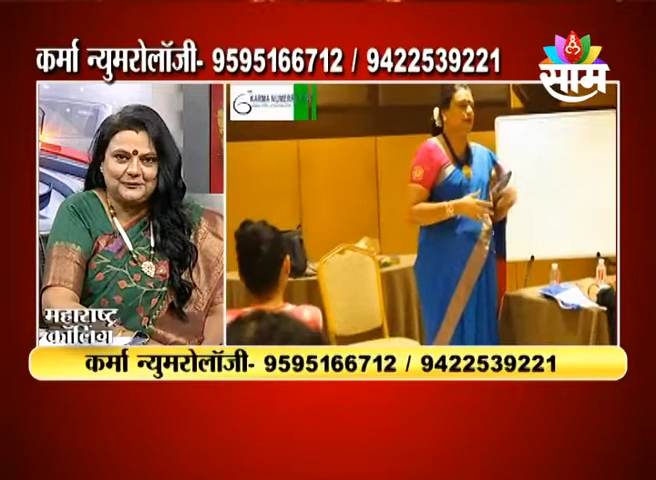 कर्मा न्युमरोलॉजी- 9595166712 / 9422539221
साम
KARMA NUMEROLOGY
महाराष्ट्र
कॉलिंग
कर्मा न्युमरोलॉजी- 9595166712 / 9422539221